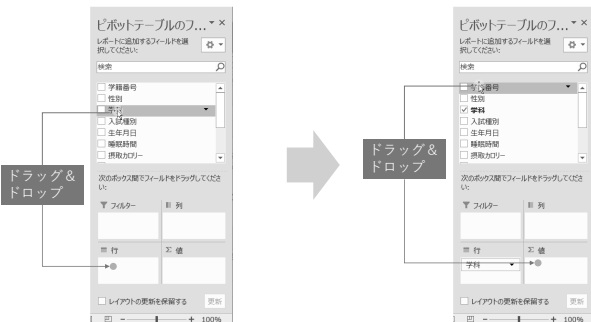 ピボットテーブルのフ...
レポートに追加するフィールドを選
択してください:
検索
学籍番号
性別
入試種別
生年月日
睡眠時間
摂取カロリー
ドラッグ&
ドロップ
次のボックス間でフィールドをドラッグしてくださ
い:
フィルター
列
行
Σ 値
レイアウトの更新を保留する
更新
100%
ピボットテーブルのフ...
レポートに追加するフィールドを選
択してください:
検索
番号
性別
学科
入試種別
生年月日
睡眠時間
摂取カロリー
ドラッグ&
ドロップ
次のボックス間でフィールドをドラッグしてくださ
い:
フィルター
列
行
Σ 値
学科
レイアウトの更新を保留する
更新
100%